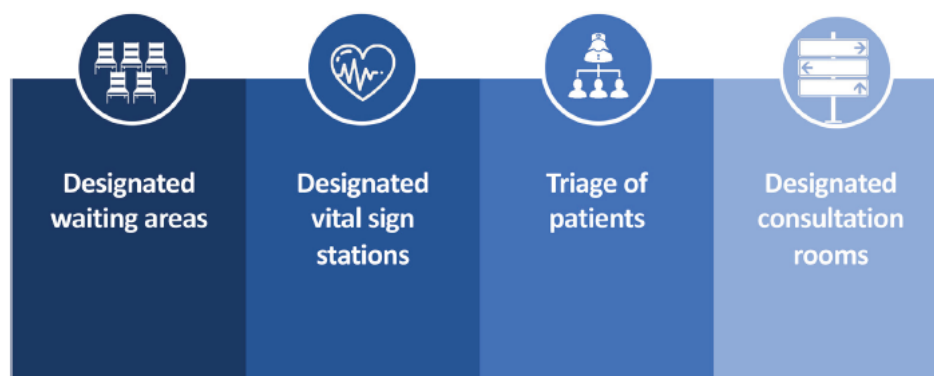 Designated
waiting areas
Designated
vital sign
stations
Triage of
patients
Designated
consultation
rooms